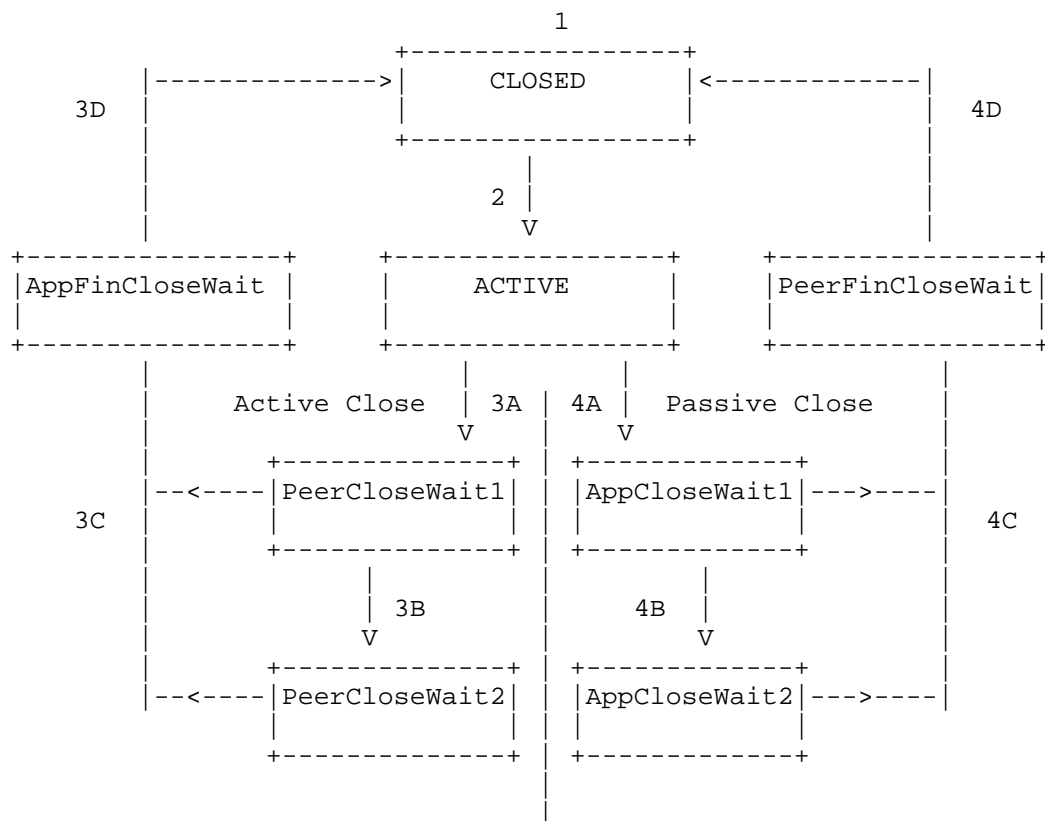 1
CLOSED
3D 4D
2
AppFinCloseWait ACTIVE PeerFinCloseWait
Active Close 3A 4A Passive Close
PeerCloseWait1 AppCloseWait1
3C 4C
3B 4B
PeerCloseWait2 AppCloseWait2